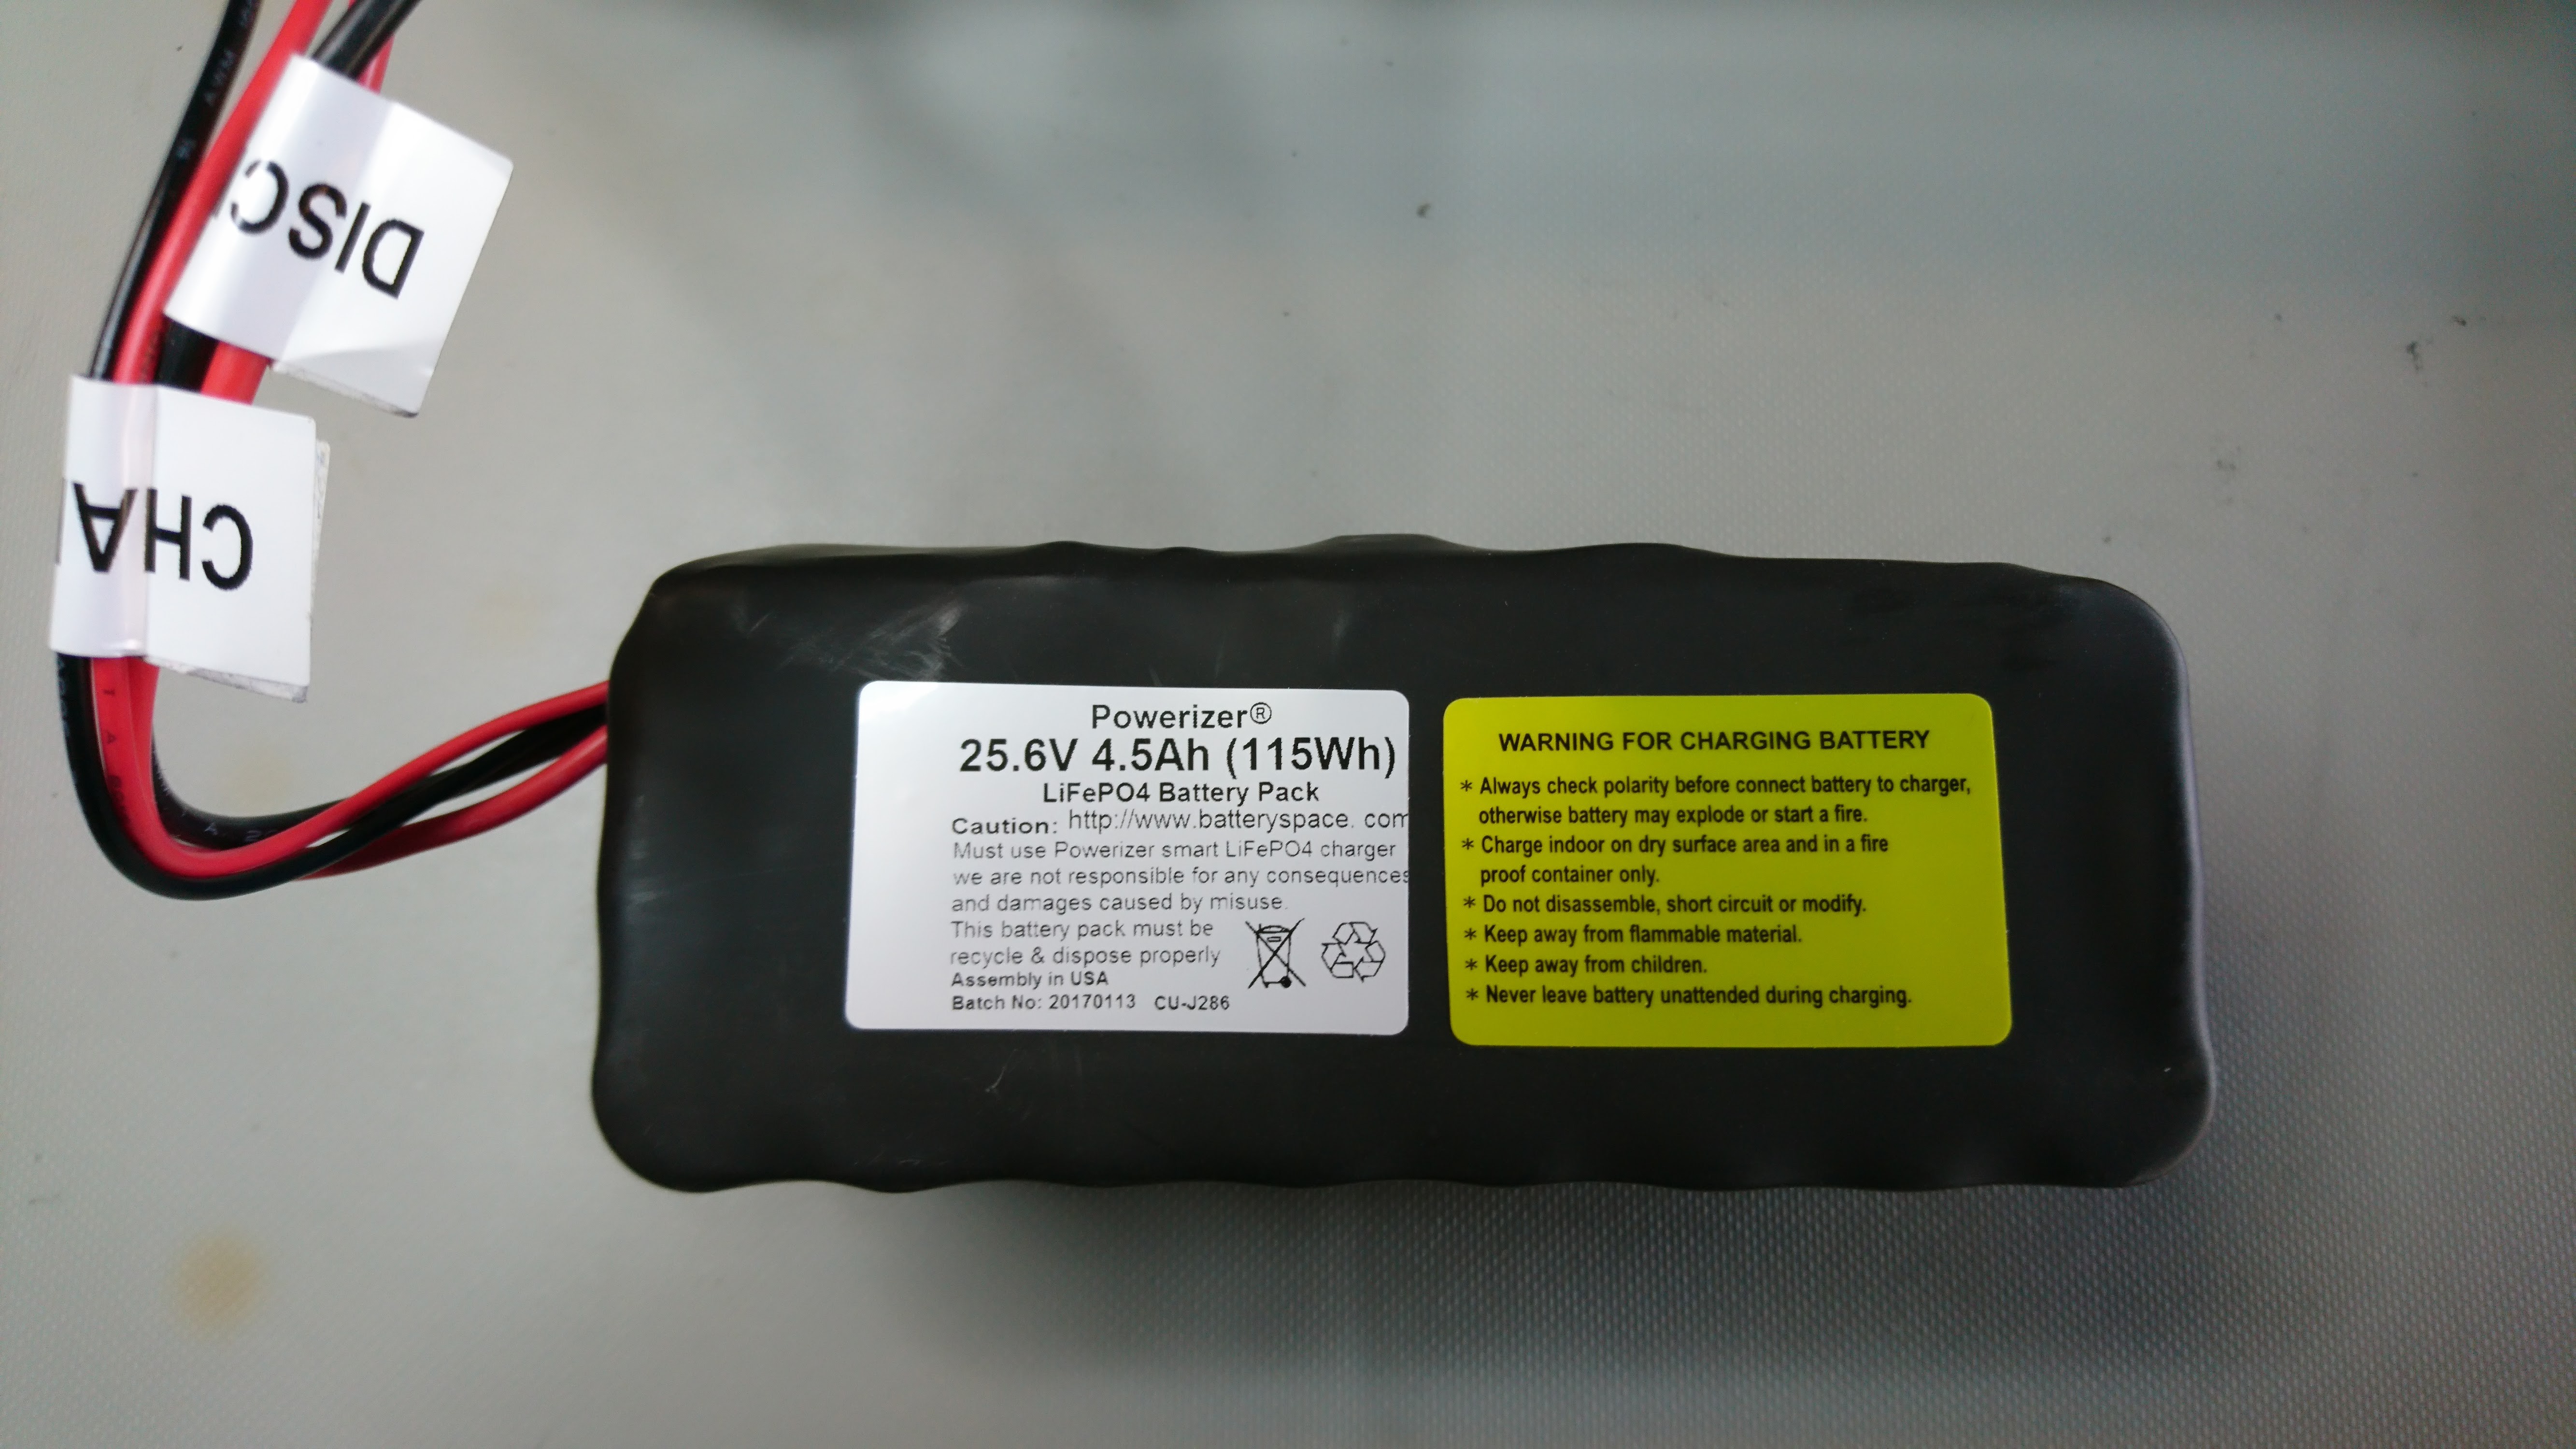 DISC
CHA
Powerizer®
25.6V 4.5Ah (115Wh)
LiFePO4 Battery Pack
Caution: http://www.batteryspace. com
Must use Powerizer smart LiFePO4 charger
we are not responsible for any consequences
and damages caused by misuse.
This battery pack must be
recycle & dispose properly
Assembly in USA
Batch No: 20170113 CU-J286
WARNING FOR CHARGING BATTERY
* Always check polarity before connect battery to charger,
otherwise battery may explode or start a fire.
* Charge indoor on dry surface area and in a fire
proof container only.
* Do not disassemble, short circuit or modify.
* Keep away from flammable material.
* Keep away from children.
* Never leave battery unattended during charging.